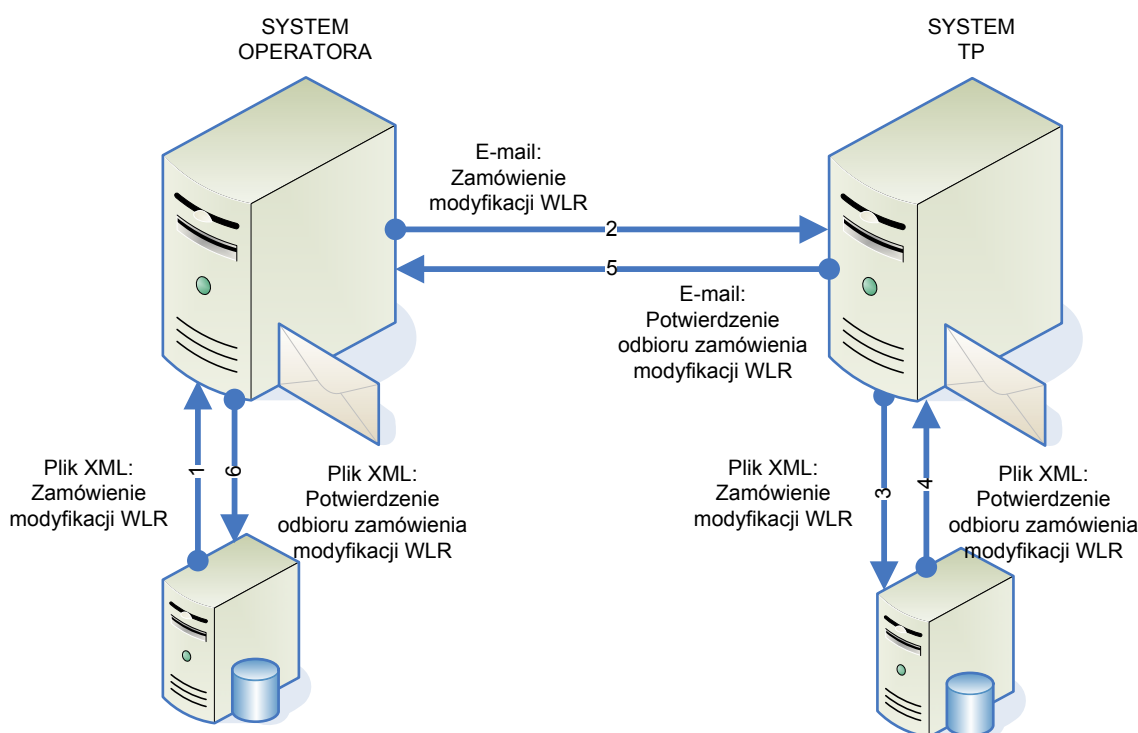 SYSTEM
OPERATORA
SYSTEM
TP
E-mail:
Zamówienie
modyfikacji WLR
2
5
E-mail:
Potwierdzenie
odbioru zamówienia
modyfikacji WLR
Plik XML:
Zamówienie
modyfikacji WLR
1
6
Plik XML:
Potwierdzenie
odbioru zamówienia
modyfikacji WLR
Plik XML:
Zamówienie
modyfikacji WLR
3
4
Plik XML:
Potwierdzenie
odbioru zamówienia
modyfikacji WLR